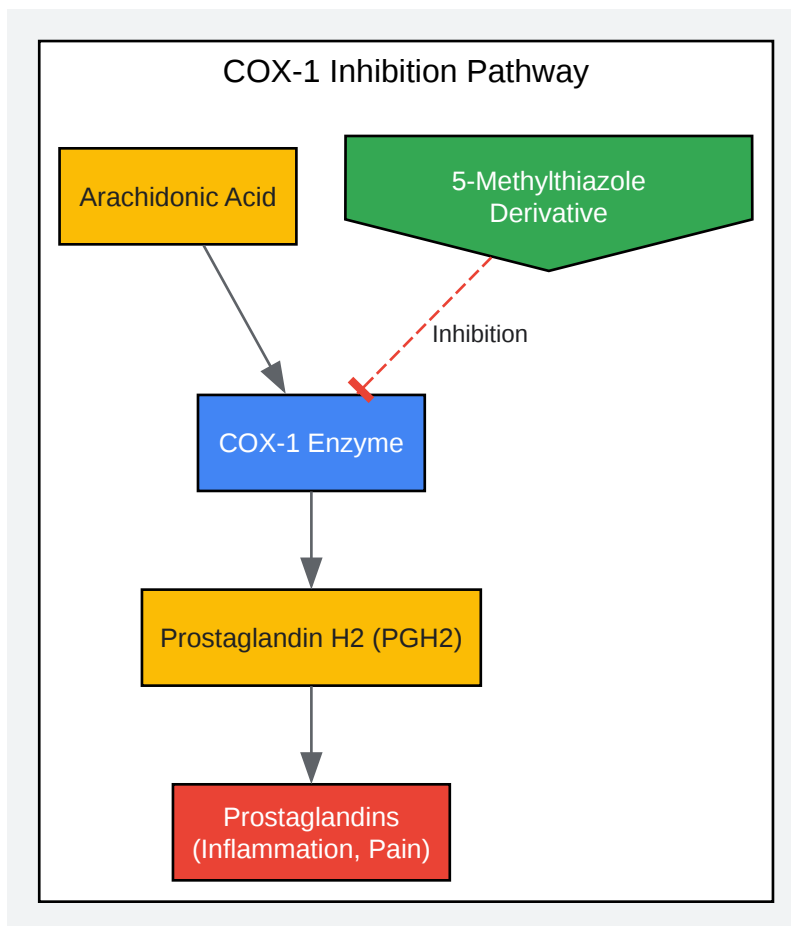 COX-1 Inhibition Pathway
Arachidonic Acid
5-Methylthiazole
Derivative
Inhibition
COX-1 Enzyme
Prostaglandin H2 (PGH2)
Prostaglandins
(Inflammation, Pain)